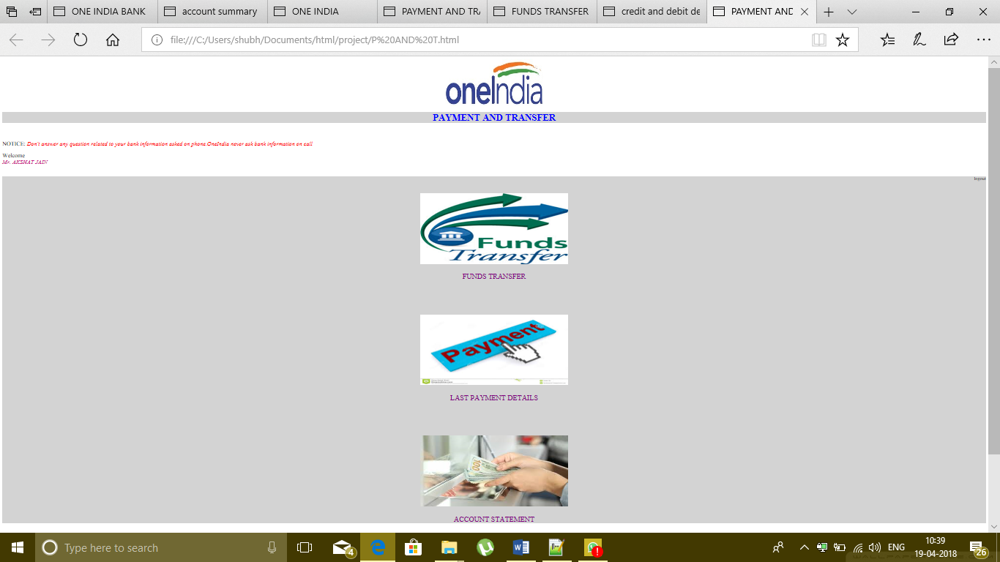 ONE INDIA BANK
account summary
ONE INDIA
PAYMENT AND TRA
FUNDS TRANSFER
credit and debit de
PAYMENT AND
file:///C:/Users/shubh/Documents/html/project/P%20AND%20T.html
oneIndia
PAYMENT AND TRANSFER
NOTICE: Don't answer any question related to your bank information asked on phone.OneIndia never ask bank information on call
Welcome
Mr. AKSHAT JAIN
logout
Funds
Transfer
FUNDS TRANSFER
Payment
LAST PAYMENT DETAILS
100
ACCOUNT STATEMENT
Type here to search
4
ENG
10:39
19-04-2018
26